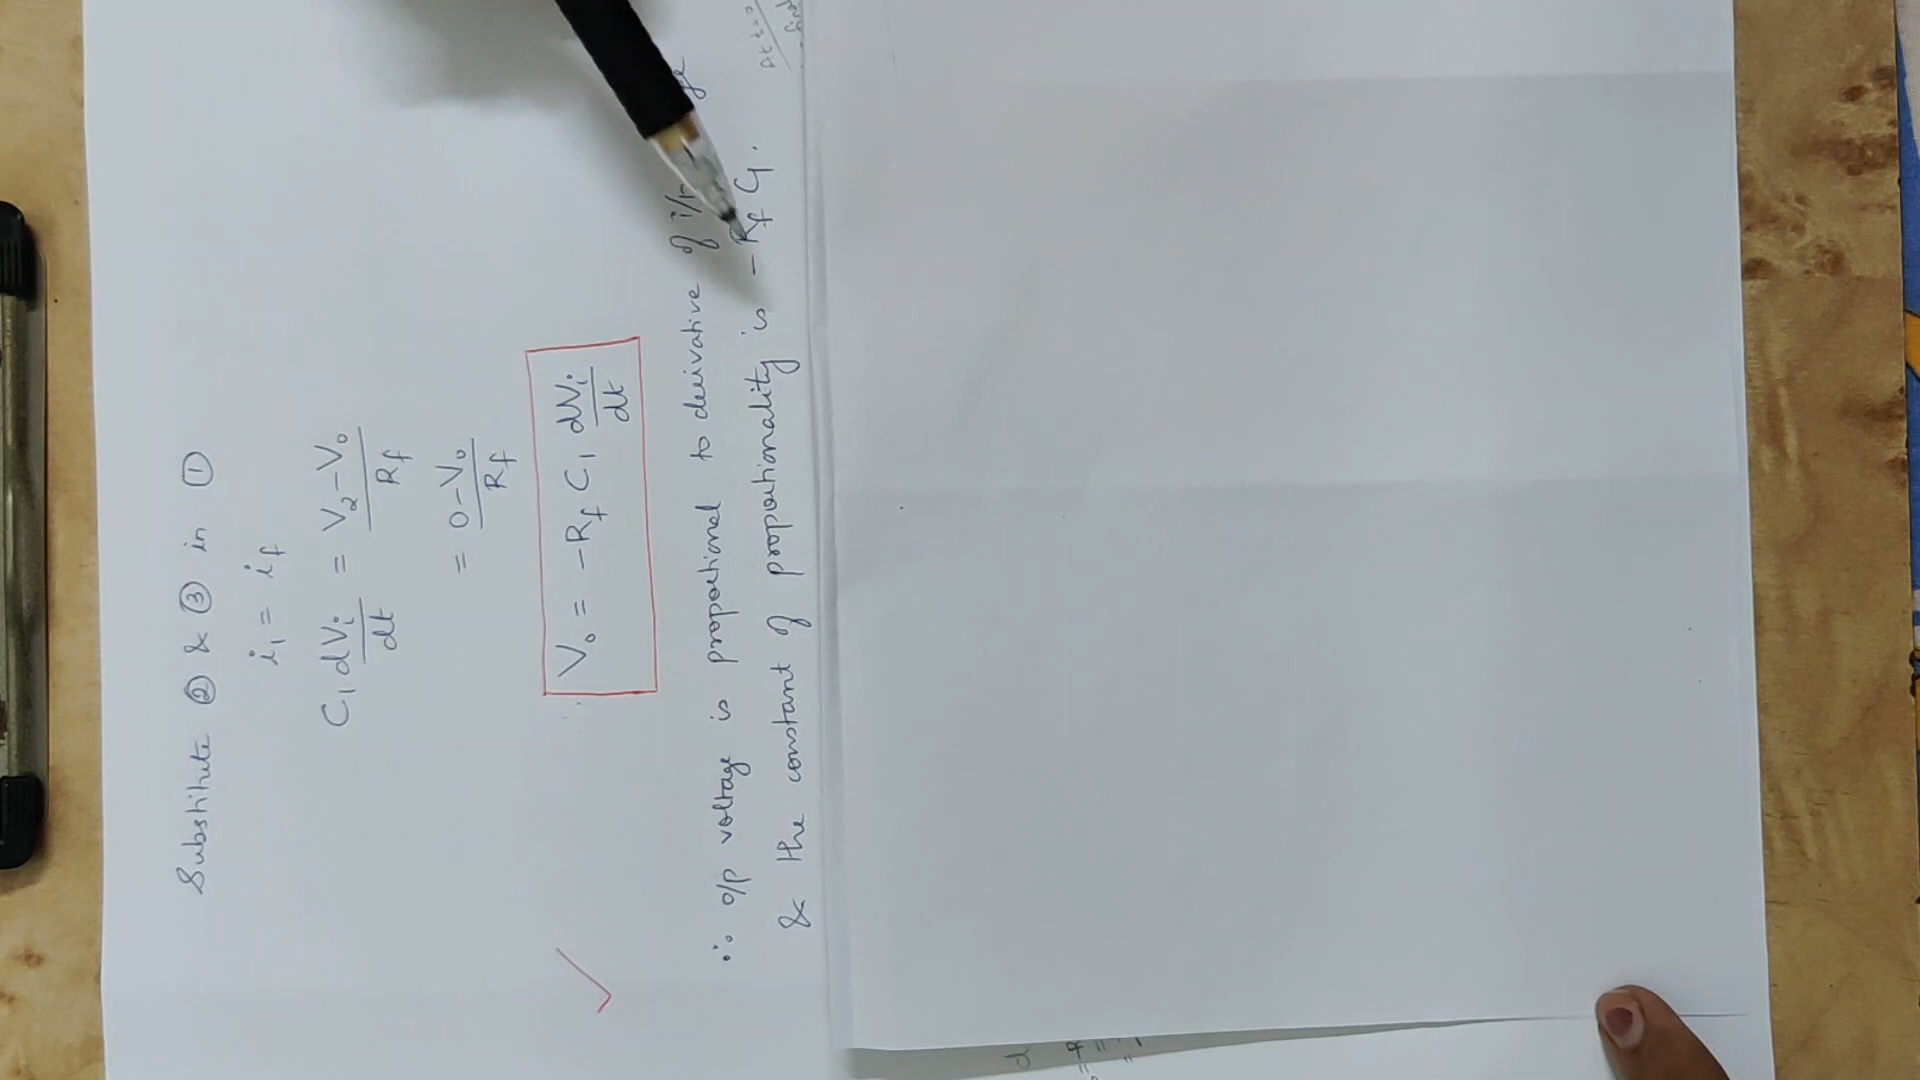 Substitute ② & ③ in ①
i₁ = i_f
C₁ dVᵢ/dt = (V₂ - V₀)/R_f
= (0 - V₀)/R_f
V₀ = -R_f C₁ dVᵢ/dt
∴ o/p voltage is proportional to derivative of
& the constant of proportionality is - R_f C₁.